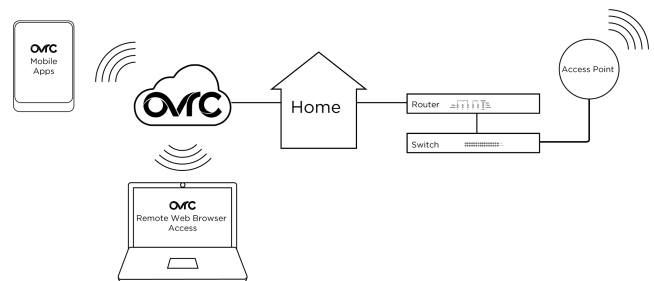 ovrc
Mobile
Apps
ovrc
Home
Router
Switch
Access Point
ovrc
Remote Web Browser
Access